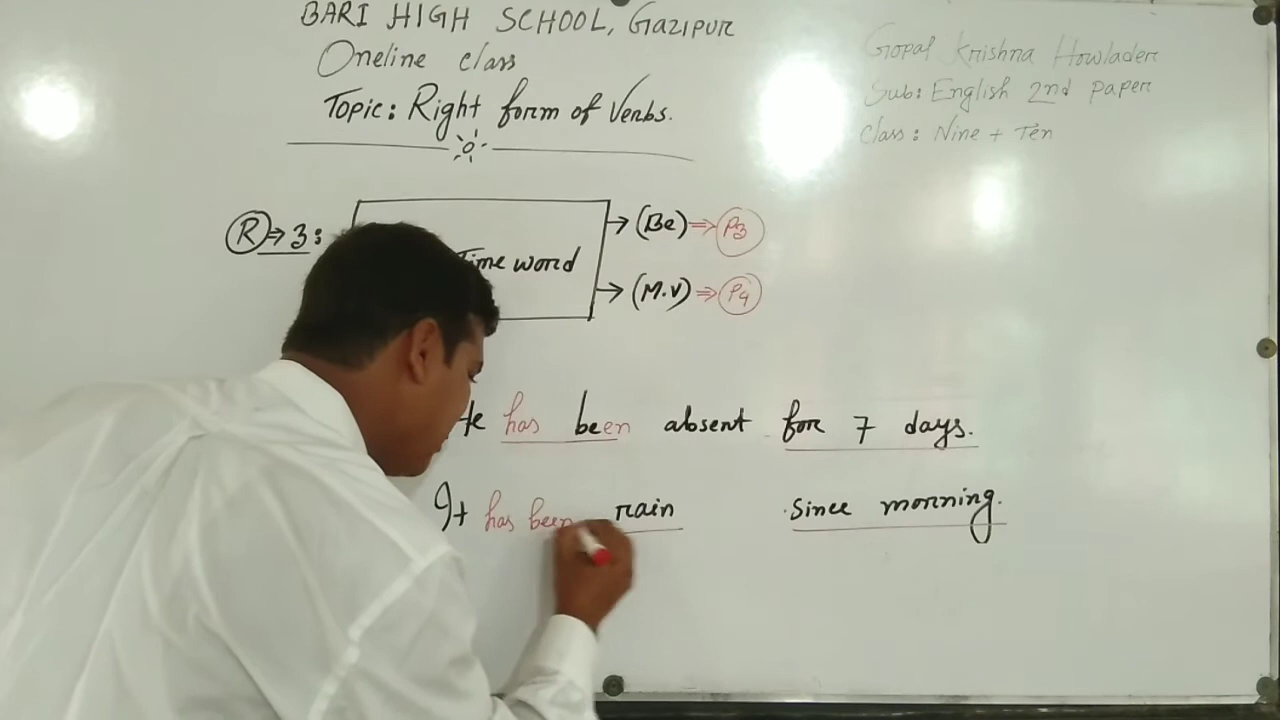 BARI HIGH SCHOOL, Gazipur
Oneline class
Topic: Right form of Verbs.
Gopal Krishna Howlader
Sub: English 2nd paper
Class: Nine + Ten
R ⇒ 3:
Time word
→ (Be) ⇒ P3
→ (M.V) ⇒ P4
He has been absent for 7 days.
It has been rain since morning.